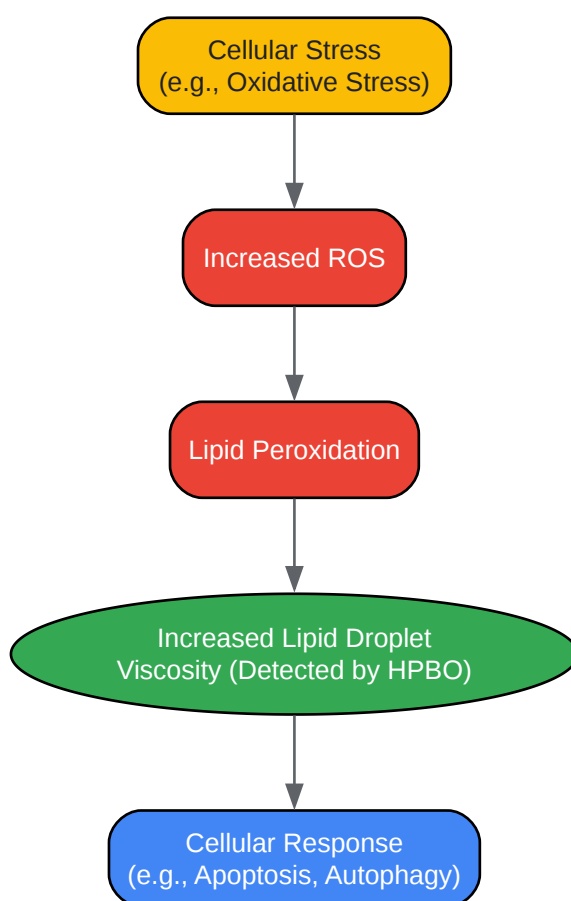 Cellular Stress
(e.g., Oxidative Stress)
Increased ROS
Lipid Peroxidation
Increased Lipid Droplet
Viscosity (Detected by HPBO)
Cellular Response
(e.g., Apoptosis, Autophagy)